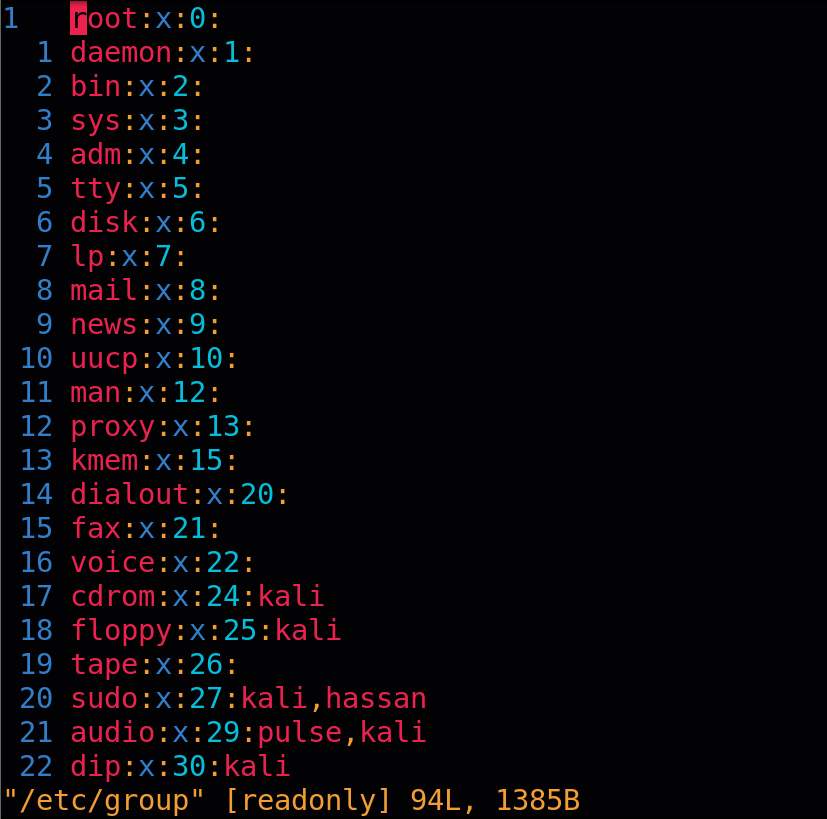 1   root:x:0:
  1 daemon:x:1:
  2 bin:x:2:
  3 sys:x:3:
  4 adm:x:4:
  5 tty:x:5:
  6 disk:x:6:
  7 lp:x:7:
  8 mail:x:8:
  9 news:x:9:
 10 uucp:x:10:
 11 man:x:12:
 12 proxy:x:13:
 13 kmem:x:15:
 14 dialout:x:20:
 15 fax:x:21:
 16 voice:x:22:
 17 cdrom:x:24:kali
 18 floppy:x:25:kali
 19 tape:x:26:
 20 sudo:x:27:kali,hassan
 21 audio:x:29:pulse,kali
 22 dip:x:30:kali
"/etc/group" [readonly] 94L, 1385B